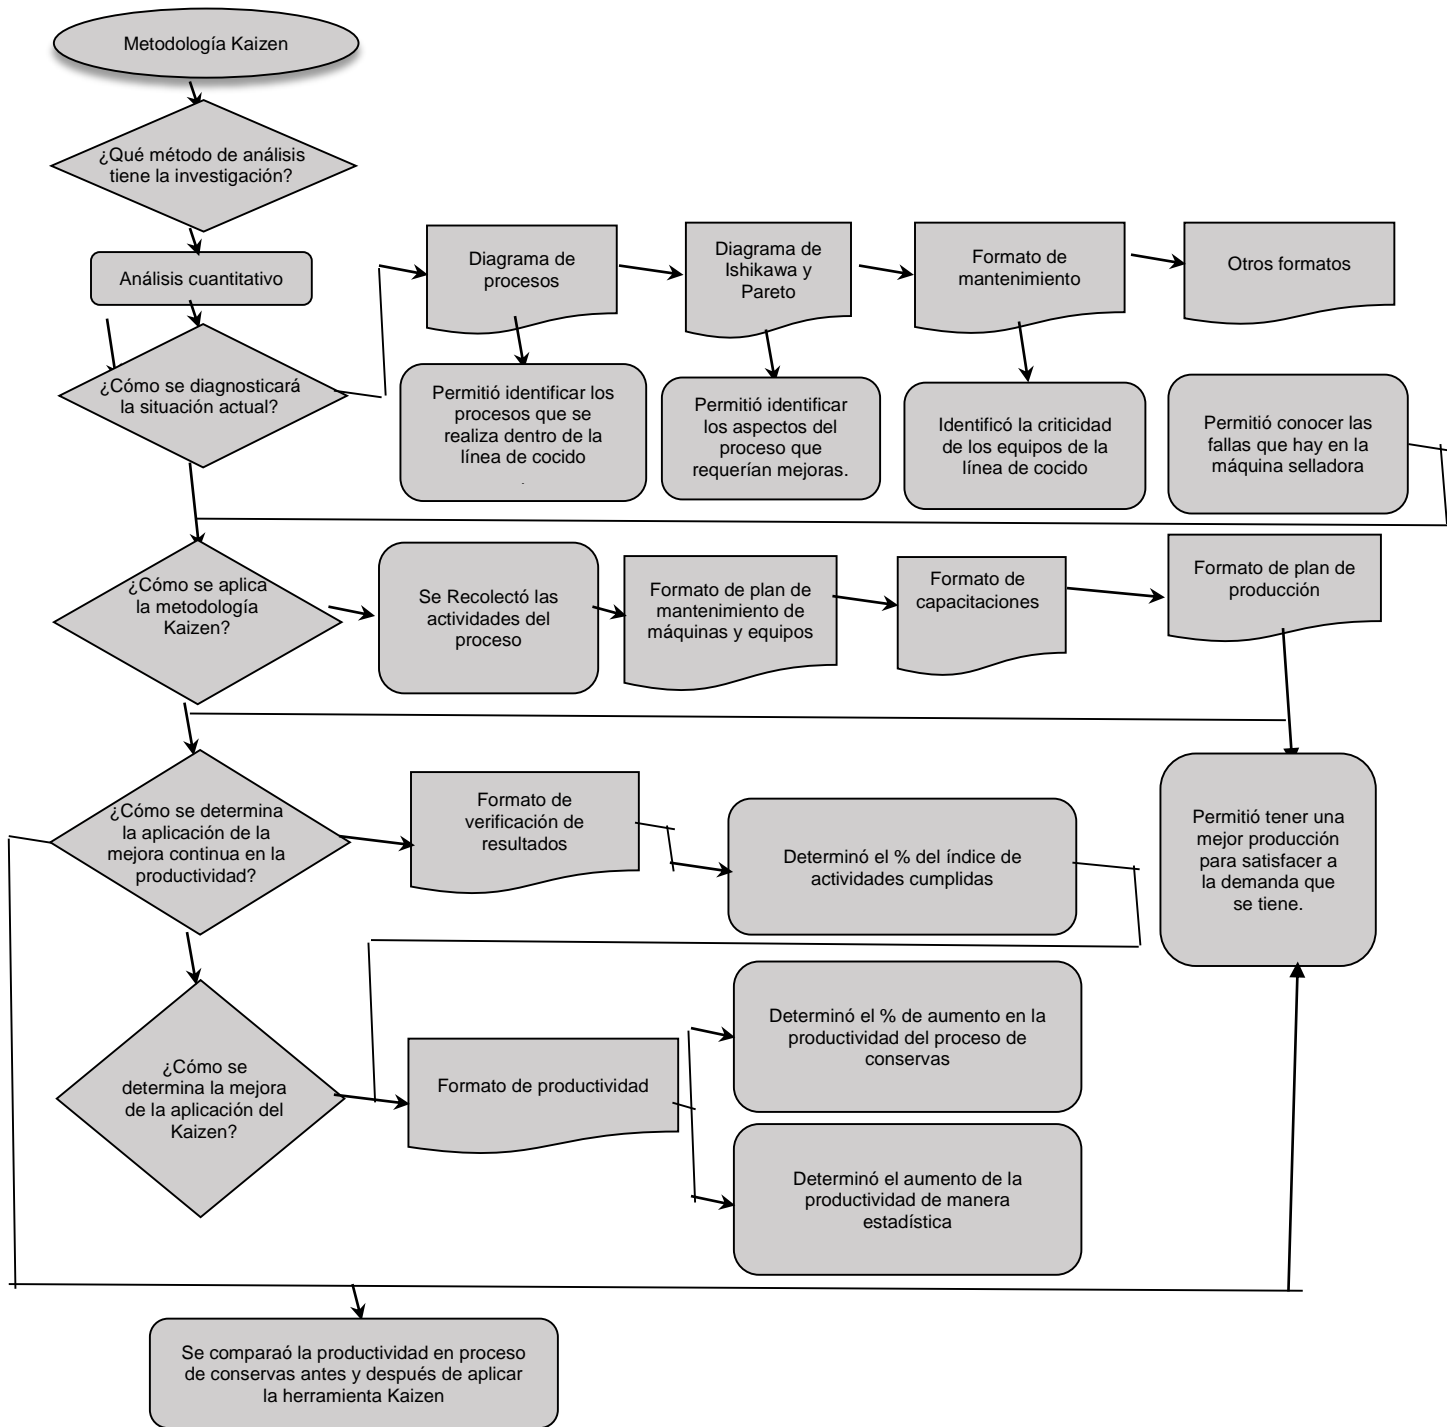 Metodología Kaizen
¿Qué método de análisis
tiene la investigación?
Análisis cuantitativo
¿Cómo se diagnosticará
la situación actual?
Diagrama de
procesos
Diagrama de
Ishikawa y
Pareto
Formato de
mantenimiento
Otros formatos
Permitió identificar los
procesos que se
realiza dentro de la
línea de cocido
.
Permitió identificar
los aspectos del
proceso que
requerían mejoras.
Identificó la criticidad
de los equipos de la
línea de cocido
Permitió conocer las
fallas que hay en la
máquina selladora
¿Cómo se aplica
la metodología
Kaizen?
Se Recolectó las
actividades del
proceso
Formato de plan de
mantenimiento de
máquinas y equipos
Formato de
capacitaciones
Formato de plan de
producción
¿Cómo se determina
la aplicación de la
mejora continua en la
productividad?
Formato de
verificación de
resultados
Determinó el % del índice de
actividades cumplidas
Permitió tener una
mejor producción
para satisfacer a
la demanda que
se tiene.
¿Cómo se
determina la mejora
de la aplicación del
Kaizen?
Formato de productividad
Determinó el % de aumento en la
productividad del proceso de
conservas
Determinó el aumento de la
productividad de manera
estadística
Se comparaó la productividad en proceso
de conservas antes y después de aplicar
la herramienta Kaizen